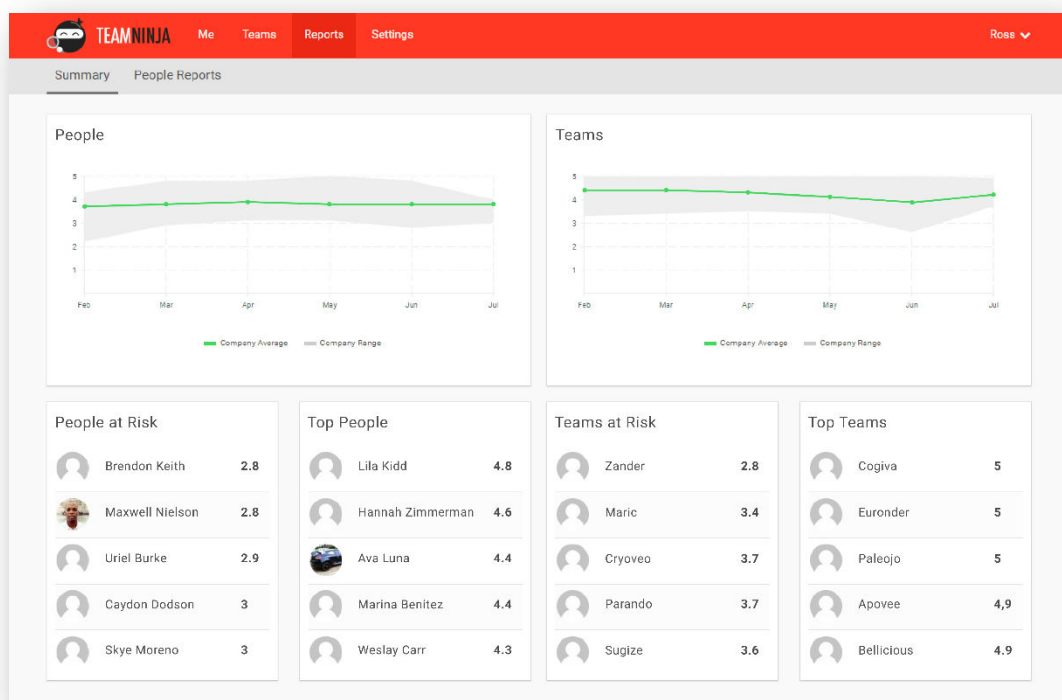 TEAMNINJA Me Teams Reports Settings Ross
Summary People Reports
People
5
4
3
2
1
Feb Mar Apr May Jun Jul
Company Average Company Range
Teams
5
4
3
2
1
Feb Mar Apr May Jun Jul
Company Average Company Range
People at Risk
Brendon Keith 2.8
Maxwell Nielson 2.8
Uriel Burke 2.9
Caydon Dodson 3
Skye Moreno 3
Top People
Lila Kidd 4.8
Hannah Zimmerman 4.6
Ava Luna 4.4
Marina Benitez 4.4
Weslay Carr 4.3
Teams at Risk
Zander 2.8
Maric 3.4
Cryoveo 3.7
Parando 3.7
Sugize 3.6
Top Teams
Cogiva 5
Euronder 5
Paleojo 5
Apovee 4,9
Bellicious 4.9